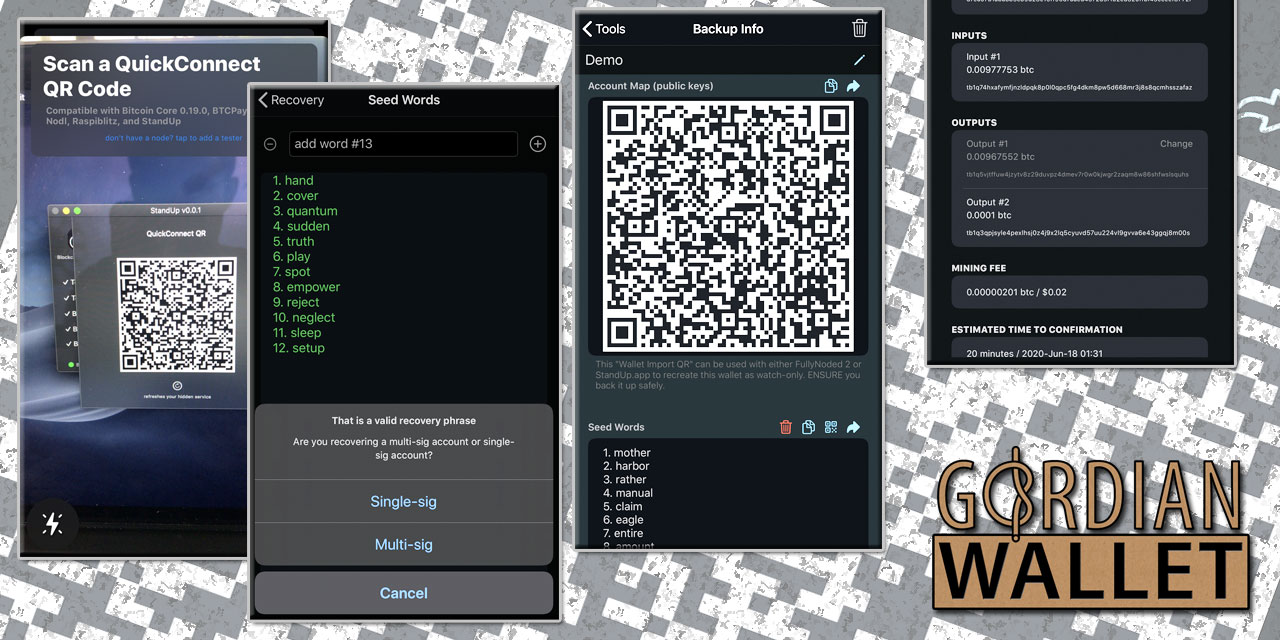 Scan a QuickConnect
QR Code
Compatible with Bitcoin Core 0.19.0, BTCPay
Nodl, Raspiblitz, and StandUp
don't have a node? tap to add a tester
StandUp v0.0.1
QuickConnect QR
refreshes your hidden service
Recovery
Seed Words
add word #13
1. hand
2. cover
3. quantum
4. sudden
5. truth
6. play
7. spot
8. empower
9. reject
10. neglect
11. sleep
12. setup
That is a valid recovery phrase
Are you recovering a multi-sig account or single-
sig account?
Single-sig
Multi-sig
Cancel
Tools
Backup Info
Demo
Account Map (public keys)
This "Wallet Import QR" can be used with either FullyNoded 2 or
StandUp.app to recreate this wallet as watch-only. ENSURE you
back it up safely.
Seed Words
1. mother
2. harbor
3. rather
4. manual
5. claim
6. eagle
7. entire
8. amount
INPUTS
Input #1
0.00977753 btc
OUTPUTS
Output #1 Change
0.00967552 btc
Output #2
0.0001 btc
MINING FEE
0.00000201 btc / $0.02
ESTIMATED TIME TO CONFIRMATION
20 minutes / 2020-Jun-18 01:31
GORDIAN
WALLET